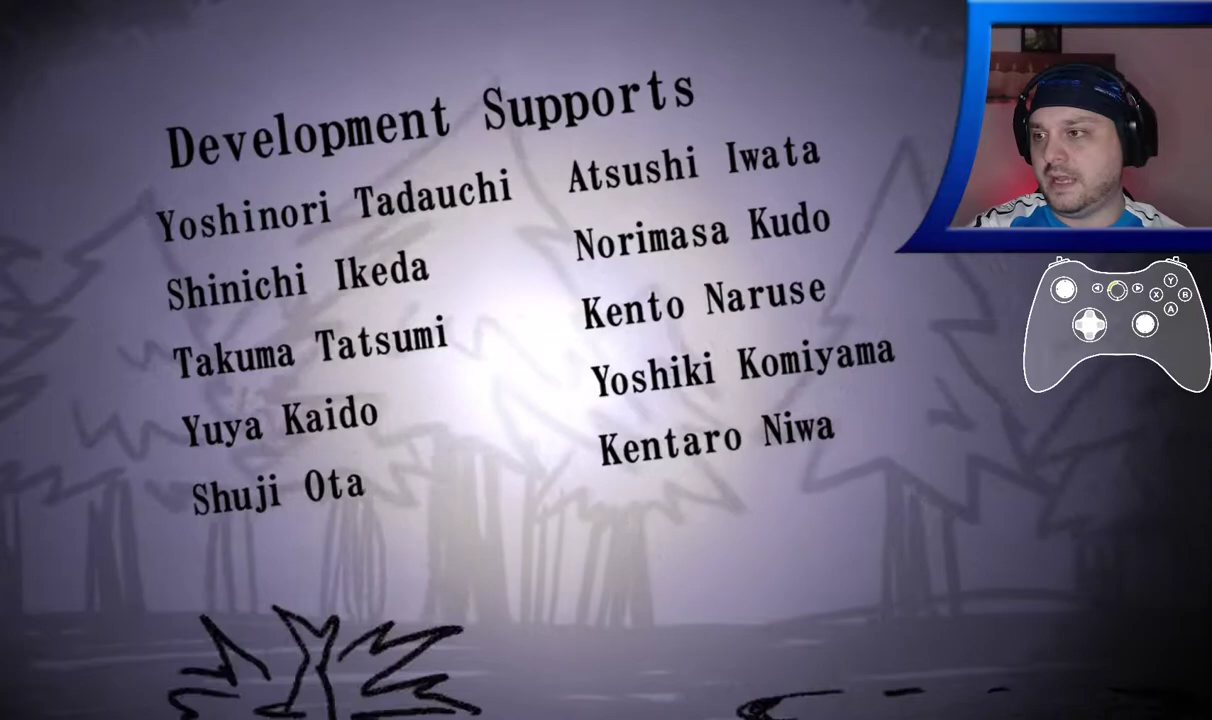 Development Supports
Yoshinori Tadauchi
Shinichi Ikeda
Takuma Tatsumi
Yuya Kaido
Shuji Ota
Atsushi Iwata
Norimasa Kudo
Kento Naruse
Yoshiki Komiyama
Kentaro Niwa
Y
X
B
A